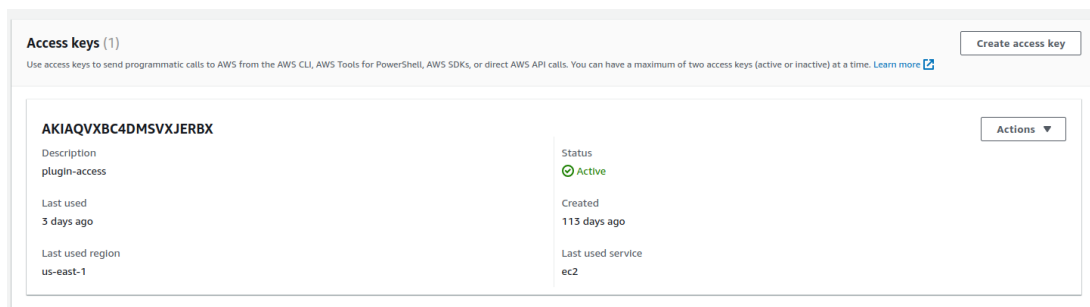 Access keys (1)
Create access key
Use access keys to send programmatic calls to AWS from the AWS CLI, AWS Tools for PowerShell, AWS SDKs, or direct AWS API calls. You can have a maximum of two access keys (active or inactive) at a time. Learn more
AKIAQVXBC4DMSVXJERBX
Actions
Description
plugin-access
Status
Active
Last used
3 days ago
Created
113 days ago
Last used region
us-east-1
Last used service
ec2